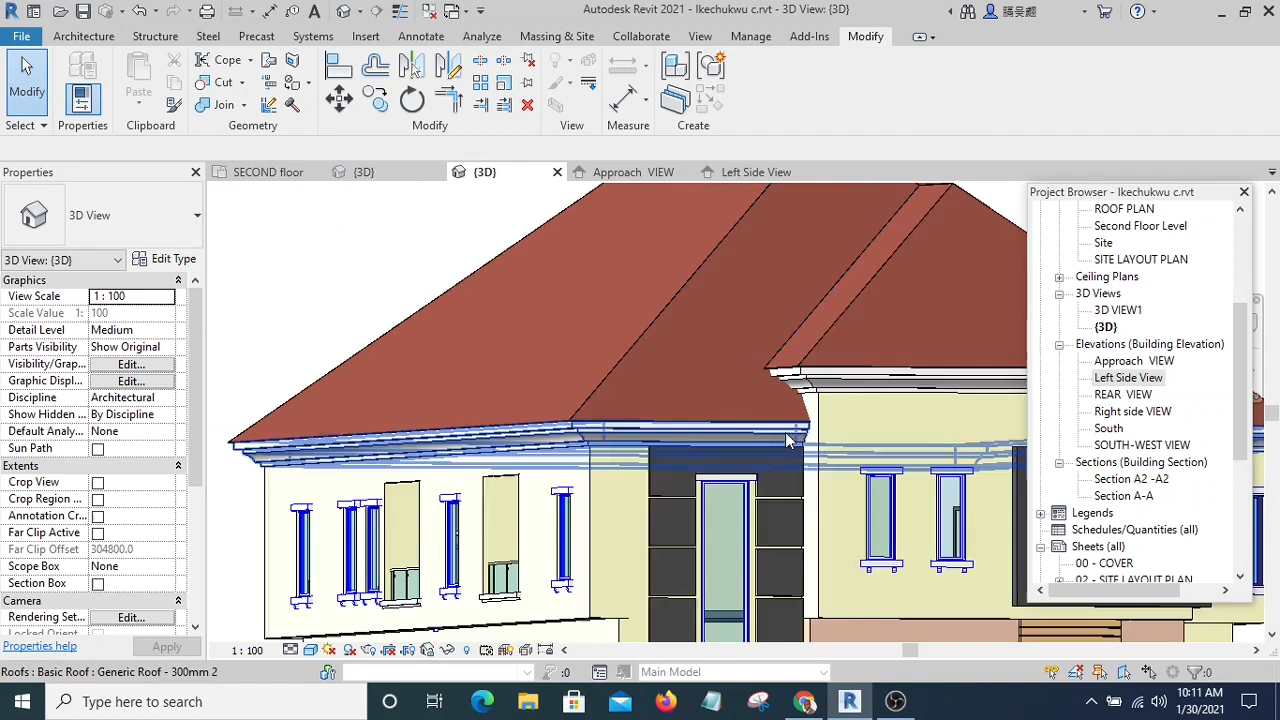 Autodesk Revit 2021 - Ikechukwu c.rvt - 3D View: {3D}
File Architecture Structure Steel Precast Systems Insert Annotate Analyze Massing & Site Collaborate View Manage Add-Ins Modify
Modify Paste Cope Cut Join
Select Properties Clipboard Geometry Modify View Measure Create
Properties
SECOND floor {3D} {3D} Approach VIEW Left Side View
3D View
3D View: {3D} Edit Type
Graphics
View Scale 1 : 100
Scale Value 1: 100
Detail Level Medium
Parts Visibility Show Original
Visibility/Grap... Edit...
Graphic Displ... Edit...
Discipline Architectural
Show Hidden ... By Discipline
Default Analy... None
Sun Path
Extents
Crop View
Crop Region ...
Annotation Cr...
Far Clip Active
Far Clip Offset 304800.0
Scope Box None
Section Box
Camera
Rendering Set... Edit...
Properties help Apply
Project Browser - Ikechukwu c.rvt
ROOF PLAN
Second Floor Level
Site
SITE LAYOUT PLAN
Ceiling Plans
3D Views
3D VIEW1
{3D}
Elevations (Building Elevation)
Approach VIEW
Left Side View
REAR VIEW
Right side VIEW
South
SOUTH-WEST VIEW
Sections (Building Section)
Section A2 -A2
Section A-A
Legends
Schedules/Quantities (all)
Sheets (all)
00 - COVER
02 - SITE LAYOUT PLAN
1 : 100
Roofs : Basic Roof : Generic Roof - 300mm 2 :0 Main Model :0
Type here to search
10:11 AM
1/30/2021